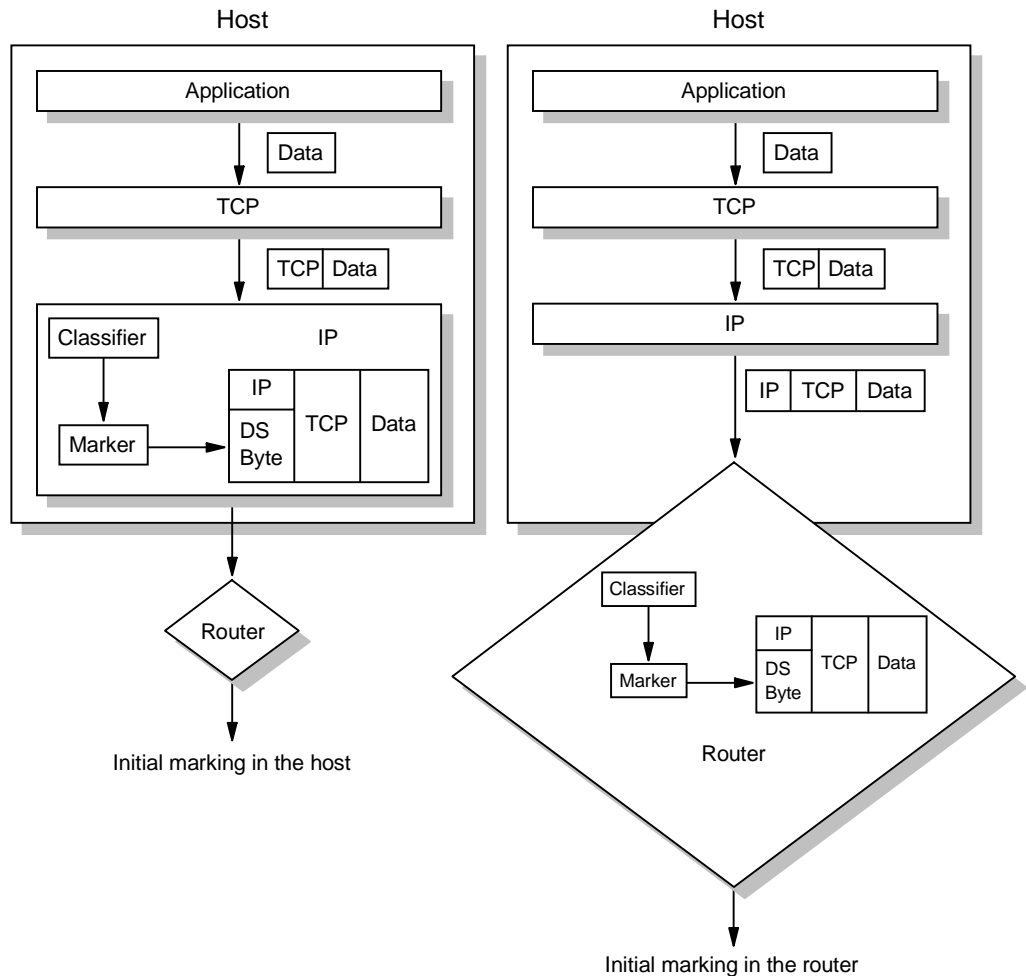 Host
Application
Data
TCP
TCP Data
Classifier
IP
IP
DS
Byte
TCP
Data
Marker
Router
Initial marking in the host
Host
Application
Data
TCP
TCP Data
IP
IP TCP Data
Classifier
IP
DS
Byte
TCP
Data
Marker
Router
Initial marking in the router